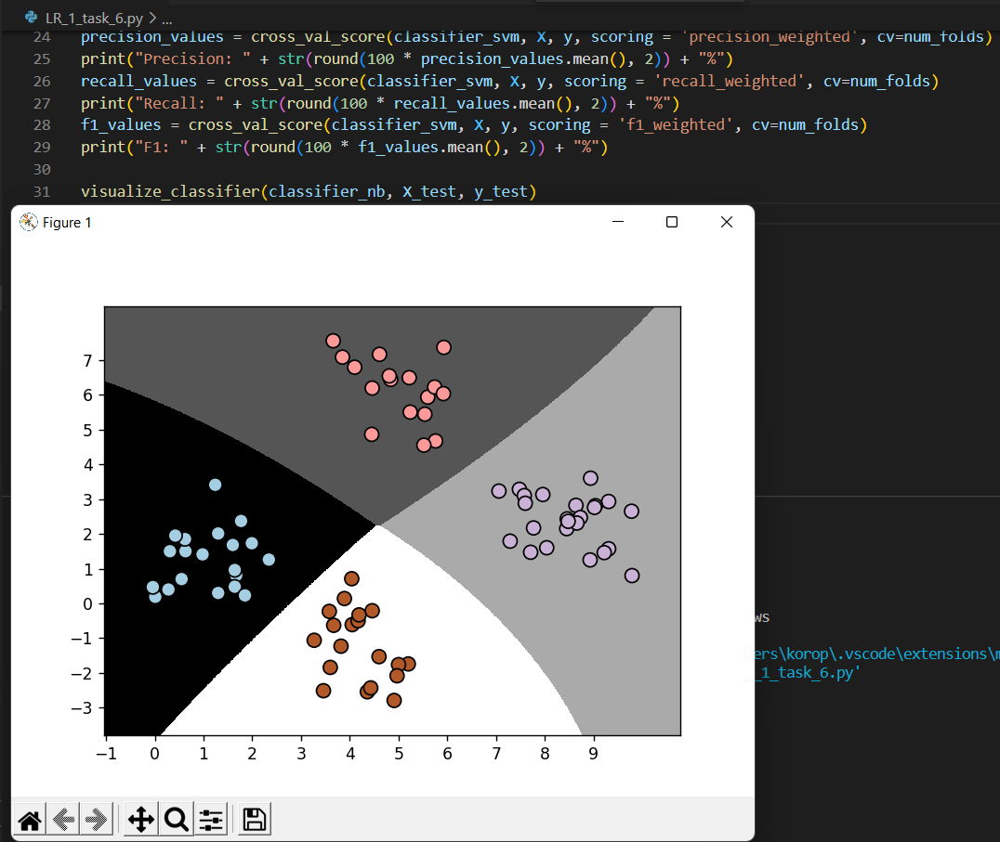 LR_1_task_6.py > ...
24 precision_values = cross_val_score(classifier_svm, X, y, scoring = 'precision_weighted', cv=num_folds)
25 print("Precision: " + str(round(100 * precision_values.mean(), 2)) + "%")
26 recall_values = cross_val_score(classifier_svm, X, y, scoring = 'recall_weighted', cv=num_folds)
27 print("Recall: " + str(round(100 * recall_values.mean(), 2)) + "%")
28 f1_values = cross_val_score(classifier_svm, X, y, scoring = 'f1_weighted', cv=num_folds)
29 print("F1: " + str(round(100 * f1_values.mean(), 2)) + "%")
30
31 visualize_classifier(classifier_nb, X_test, y_test)
Figure 1
7
6
5
4
3
2
1
0
−1
−2
−3
−1 0 1 2 3 4 5 6 7 8 9
ws
ers\korop\.vscode\extensions\m
_1_task_6.py'